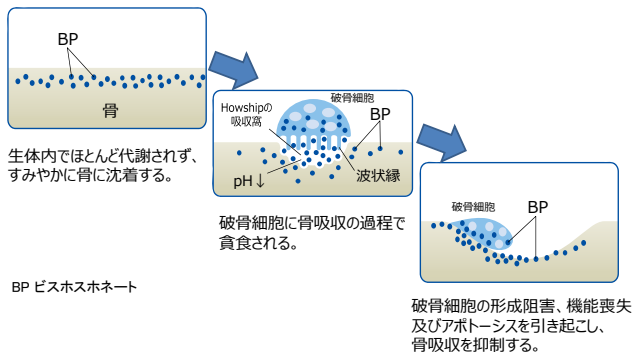 BP
骨
生体内でほとんど代謝されず、
すみやかに骨に沈着する。
Howshipの
吸収窩
破骨細胞
BP
pH↓
波状縁
破骨細胞に骨吸収の過程で
貪食される。
破骨細胞
BP
破骨細胞の形成阻害、機能喪失
及びアポトーシスを引き起こし、
骨吸収を抑制する。
BP ビスホスホネート